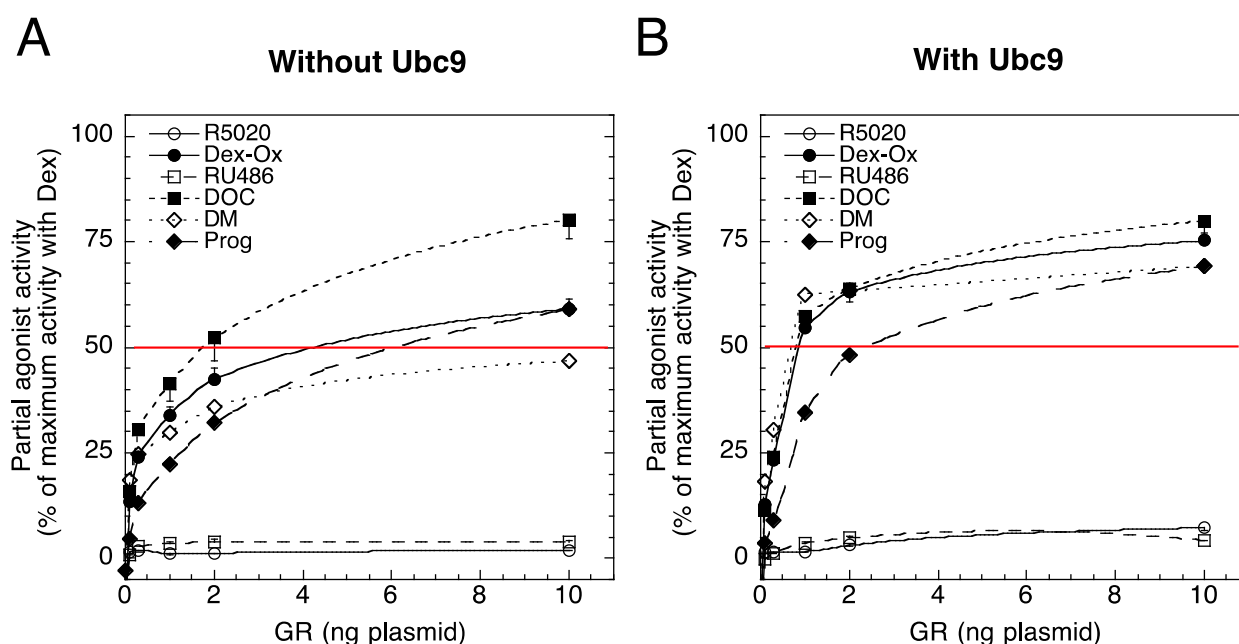 A
Without Ubc9
Partial agonist activity
(% of maximum activity with Dex)
100
75
50
25
0
R5020
Dex-Ox
RU486
DOC
DM
Prog
0 2 4 6 8 10
GR (ng plasmid)
B
With Ubc9
Partial agonist activity
(% of maximum activity with Dex)
100
75
50
25
0
R5020
Dex-Ox
RU486
DOC
DM
Prog
0 2 4 6 8 10
GR (ng plasmid)